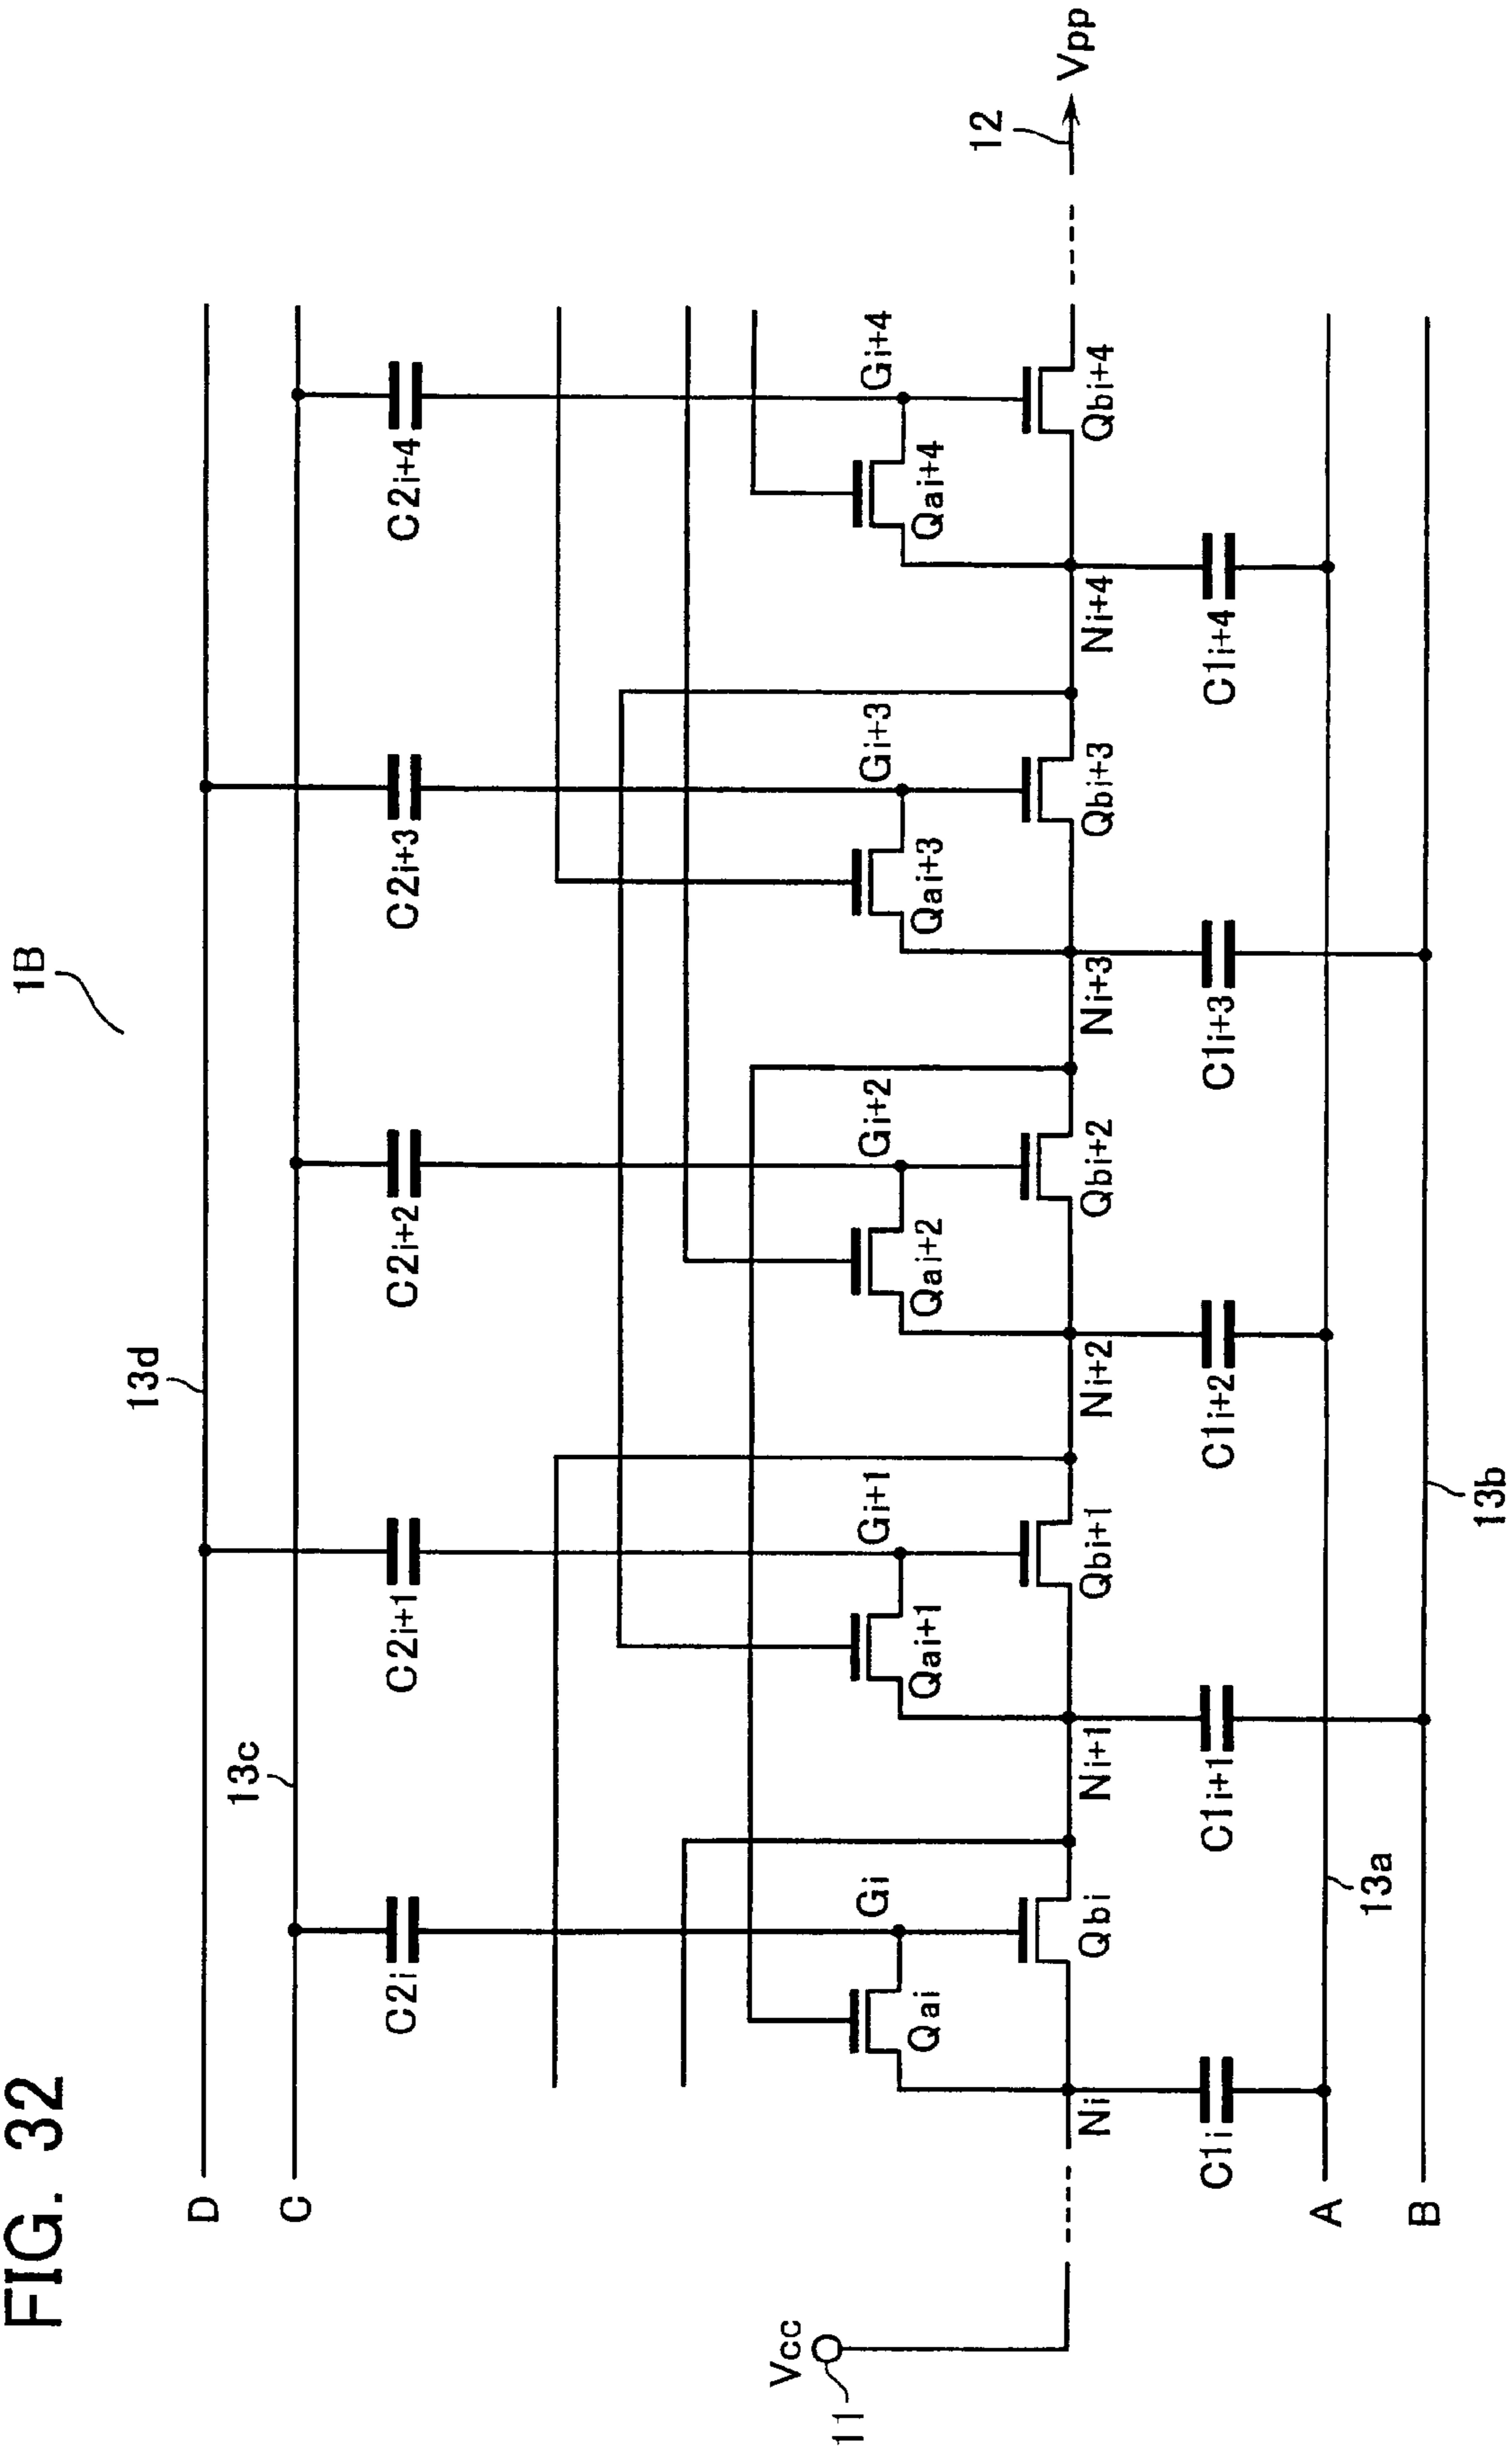 FIG. 32
1B
D
13d
C
13c
C2i
C2i+1
C2i+2
C2i+3
C2i+4
Gi
Gi+1
Gi+2
Gi+3
Gi+4
Qai
Qai+1
Qai+2
Qai+3
Qai+4
Vcc
11
12
Vpp
Qbi
Qbi+1
Qbi+2
Qbi+3
Qbi+4
Ni
Ni+1
Ni+2
Ni+3
Ni+4
C1i
C1i+1
C1i+2
C1i+3
C1i+4
A
13a
B
13b